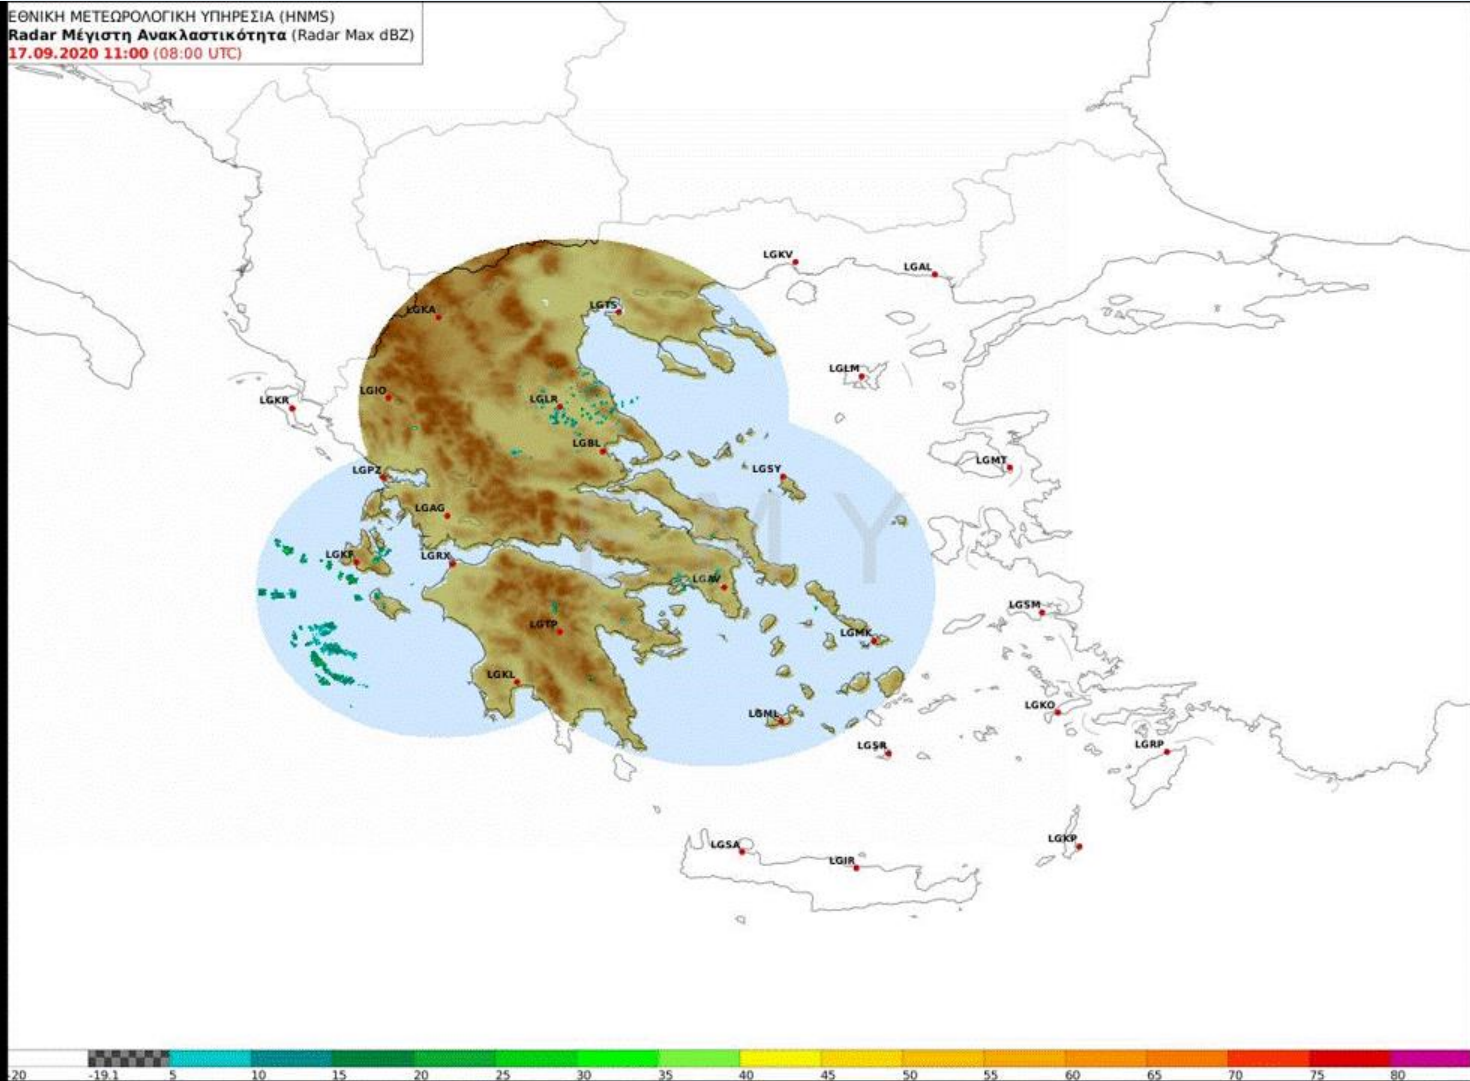 ΕΘΝΙΚΗ ΜΕΤΕΩΡΟΛΟΓΙΚΗ ΥΠΗΡΕΣΙΑ (HNMS)
Radar Μέγιστη Ανακλαστικότητα (Radar Max dBZ)
17.09.2020 11:00 (08:00 UTC)
LGKV
LGAL
LGKA
LGTS
LGLM
LGIO
LGKR
LGLR
LGBL
LGPZ
LGSY
LGMT
LGAG
E M Y
LGKF
LGRX
LGAV
LGSM
LGTP
LGMK
LGKL
LGML
LGKO
LGSR
LGRP
LGSA
LGIR
LGKP
-20 -19.1 5 10 15 20 25 30 35 40 45 50 55 60 65 70 75 80